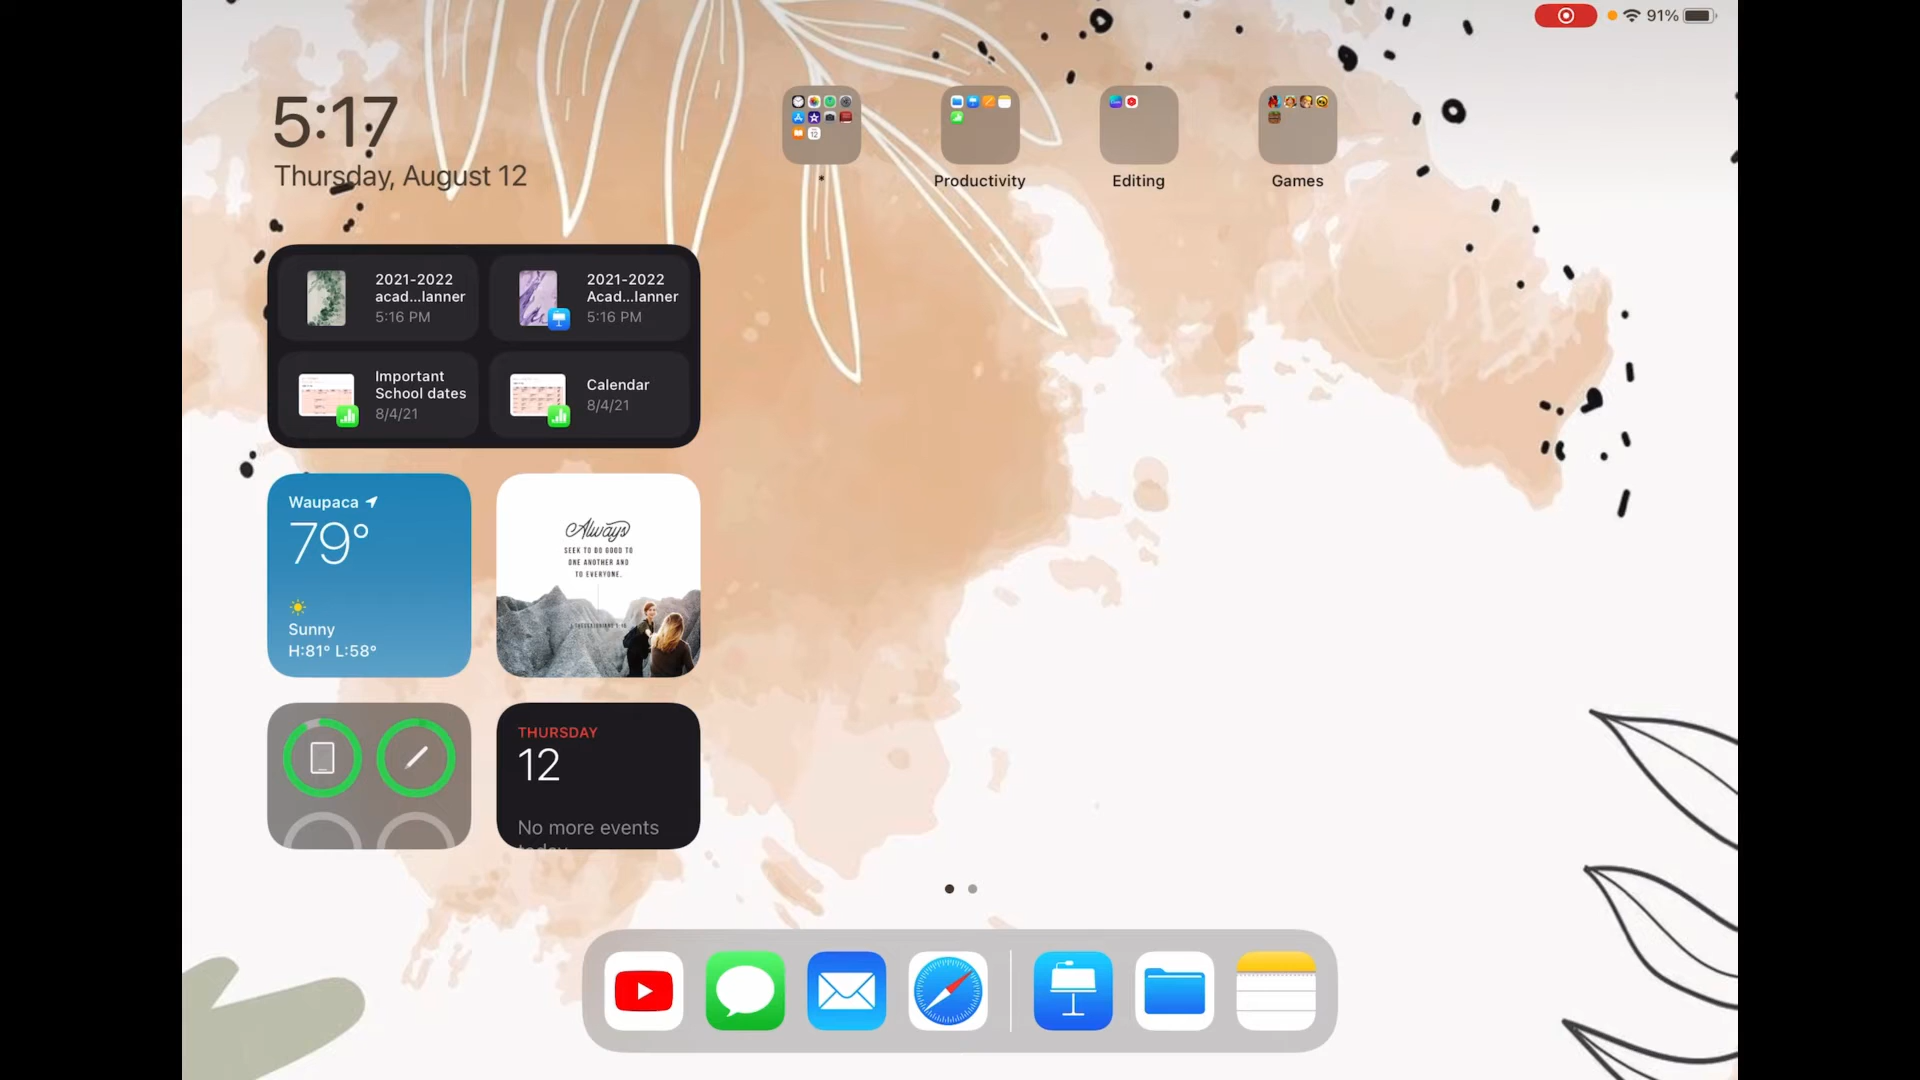 91%
5:17
Thursday, August 12
*
Productivity
Editing
Games
2021-2022
acad...lanner
5:16 PM
2021-2022
Acad...lanner
5:16 PM
Important
School dates
8/4/21
Calendar
8/4/21
Waupaca
79°
Sunny
H:81° L:58°
Always
SEEK TO DO GOOD TO
ONE ANOTHER AND
TO EVERYONE.
THURSDAY
12
No more events
today